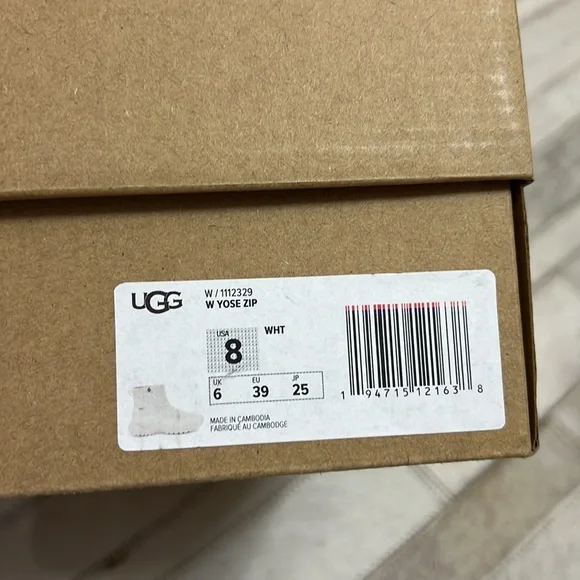 UGG
W / 1112329
W YOSE ZIP
USA
8
WHT
UK EU JP
6 39 25
MADE IN CAMBODIA
FABRIQUÉ AU CAMBODGE
1 94715 12163 8